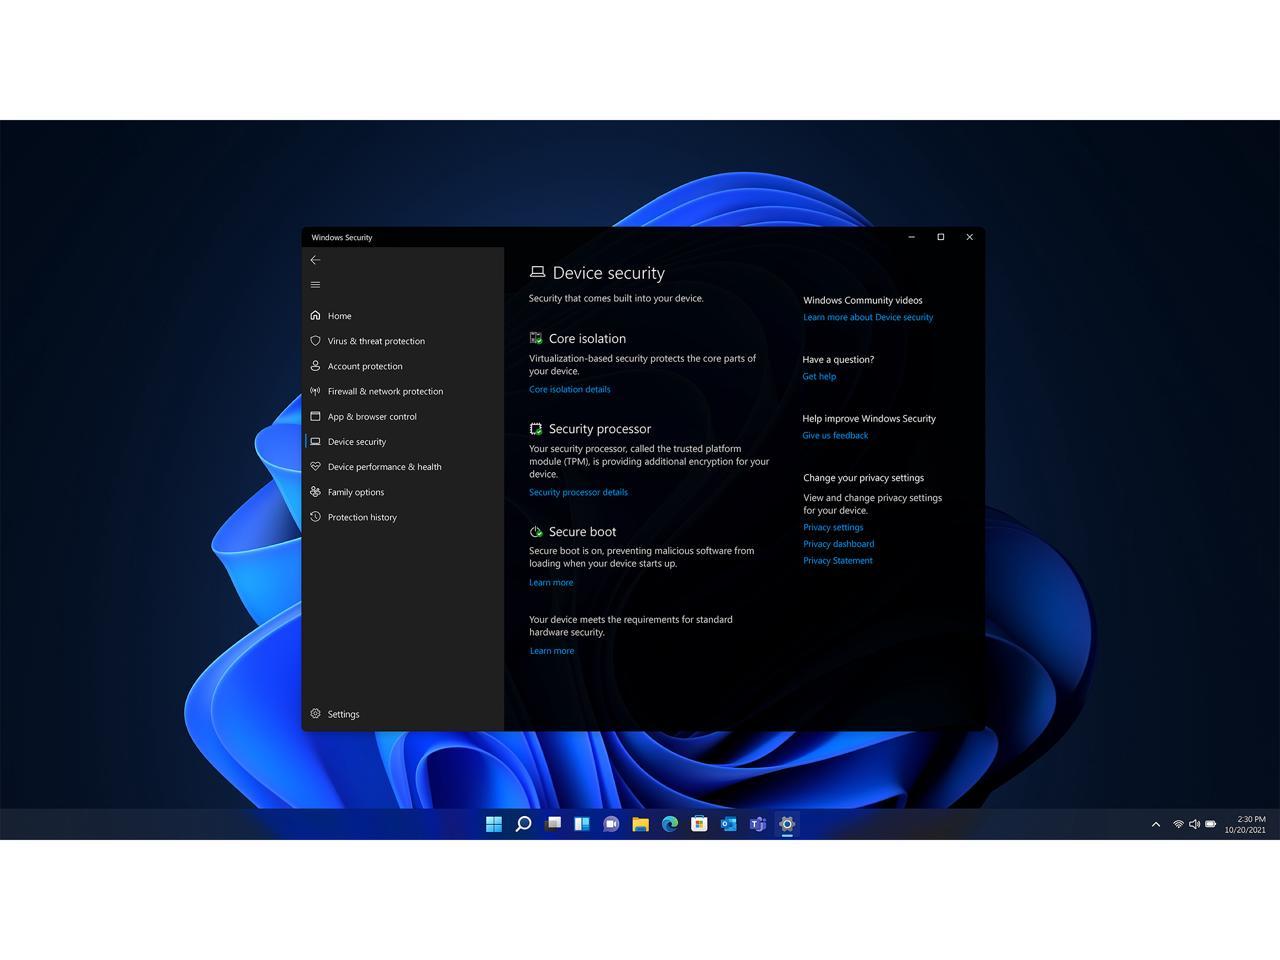 Windows Security
Home
Virus & threat protection
Account protection
Firewall & network protection
App & browser control
Device security
Device performance & health
Family options
Protection history
Settings
Device security
Security that comes built into your device.
Core isolation
Virtualization-based security protects the core parts of
your device.
Core isolation details
Security processor
Your security processor, called the trusted platform
module (TPM), is providing additional encryption for your
device.
Security processor details
Secure boot
Secure boot is on, preventing malicious software from
loading when your device starts up.
Learn more
Your device meets the requirements for standard
hardware security.
Learn more
Windows Community videos
Learn more about Device security
Have a question?
Get help
Help improve Windows Security
Give us feedback
Change your privacy settings
View and change privacy settings
for your device.
Privacy settings
Privacy dashboard
Privacy Statement
2:30 PM
10/20/2021